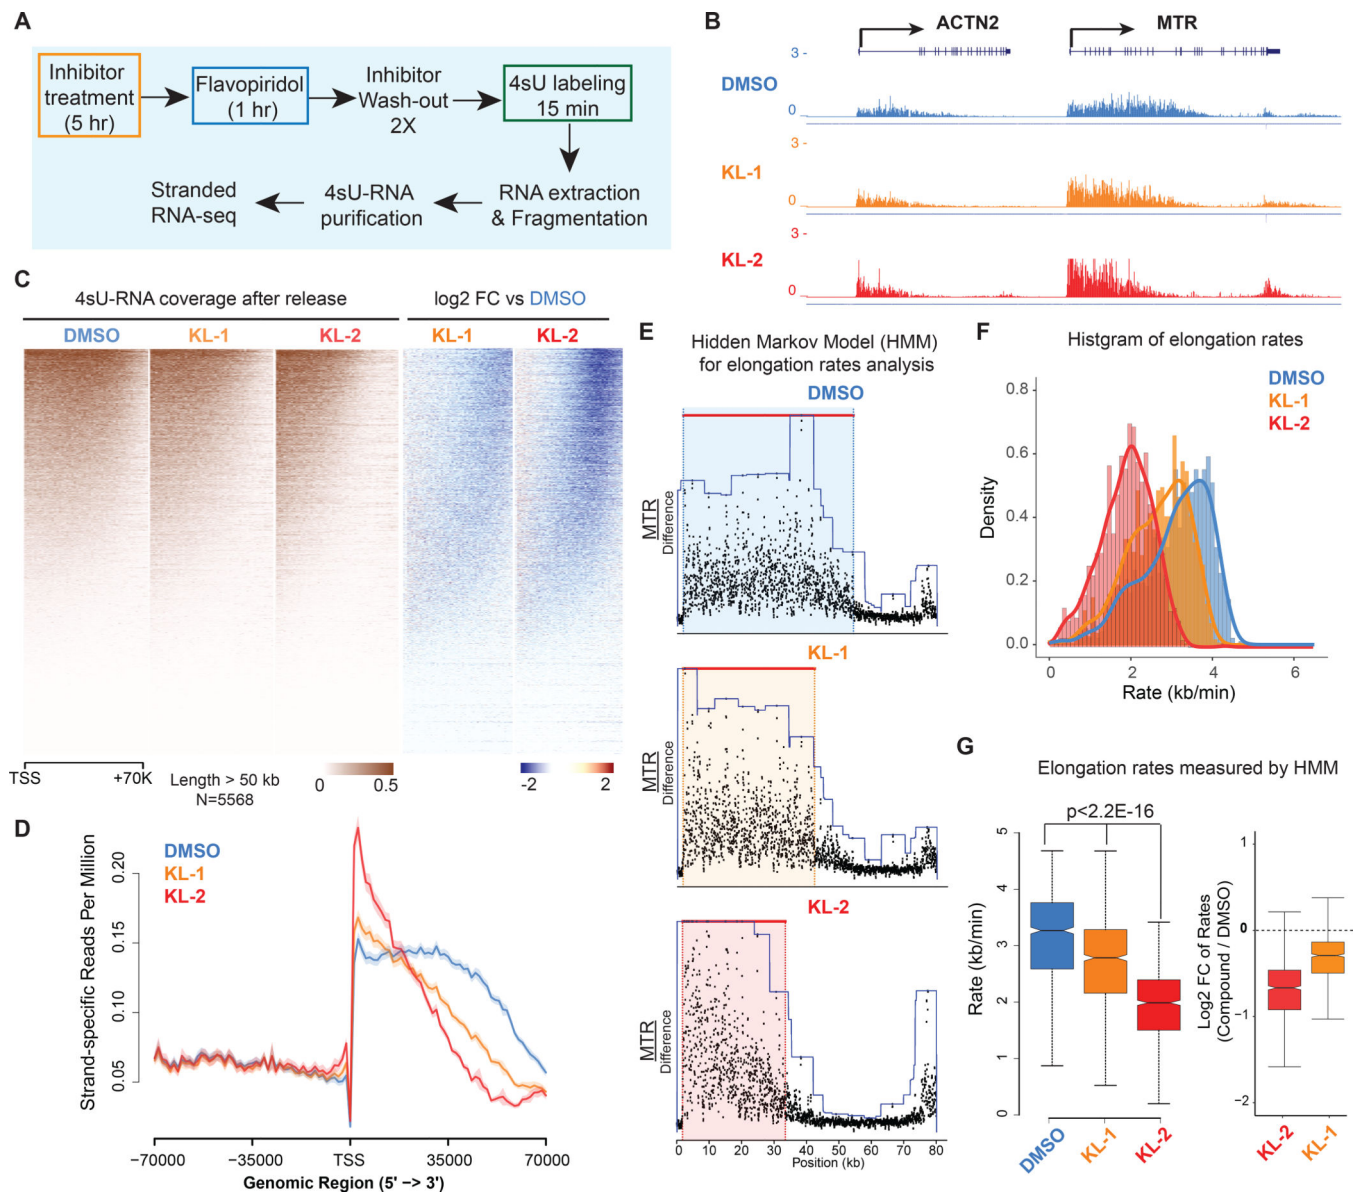 A
Inhibitor
treatment
(5 hr)
Flavopiridol
(1 hr)
Inhibitor
Wash-out
2X
4sU labeling
15 min
Stranded
RNA-seq
4sU-RNA
purification
RNA extraction
& Fragmentation
B
ACTN2
MTR
3 -
DMSO
0
3 -
KL-1
0
3 -
KL-2
0
C
4sU-RNA coverage after release
log2 FC vs DMSO
DMSO
KL-1
KL-2
KL-1
KL-2
TSS
+70K
Length > 50 kb
N=5568
0
0.5
-2
2
D
DMSO
KL-1
KL-2
Strand-specific Reads Per Million
0.20
0.15
0.10
0.05
−70000
−35000
TSS
35000
70000
Genomic Region (5' −> 3')
E
Hidden Markov Model (HMM)
for elongation rates analysis
DMSO
MTR
Difference
KL-1
MTR
Difference
KL-2
MTR
Difference
0 10 20 30 40 50 60 70 80
Position (kb)
F
Histgram of elongation rates
DMSO
KL-1
KL-2
Density
0.8
0.6
0.4
0.2
0.0
0 2 4 6
Rate (kb/min)
G
Elongation rates measured by HMM
p<2.2E-16
Rate (kb/min)
5
4
3
2
1
0
DMSO
KL-1
KL-2
Log2 FC of Rates
(Compound / DMSO)
1
0
−1
−2
KL-2
KL-1